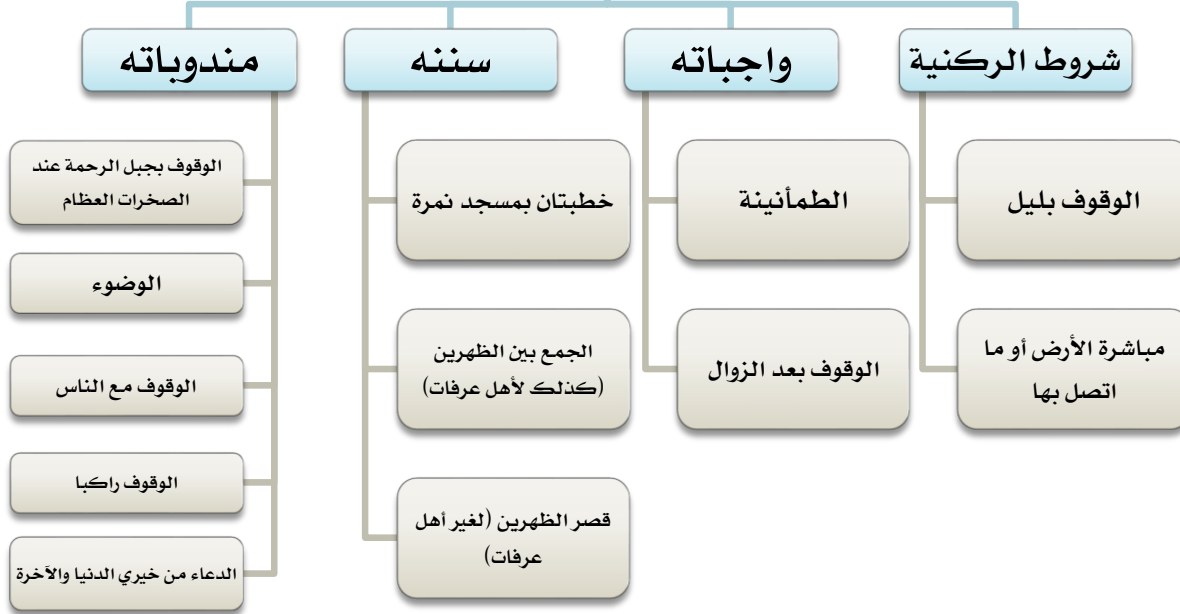 شروط الركنية
الوقوف بليل
مباشرة الأرض أو ما
اتصل بها
واجباته
الطمأنينة
الوقوف بعد الزوال
سننه
خطبتان بمسجد نمرة
الجمع بين الظهرين
(كذلك لأهل عرفات)
قصر الظهرين (لغير أهل
عرفات)
مندوباته
الوقوف بجبل الرحمة عند
الصخرات العظام
الوضوء
الوقوف مع الناس
الوقوف راكبا
الدعاء من خيري الدنيا والآخرة